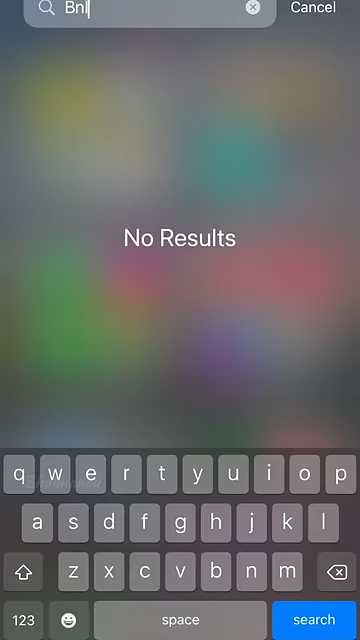 Bnl Cancel
No Results
q w e r t y u i o p
a s d f g h j k l
z x c v b n m
123 space search